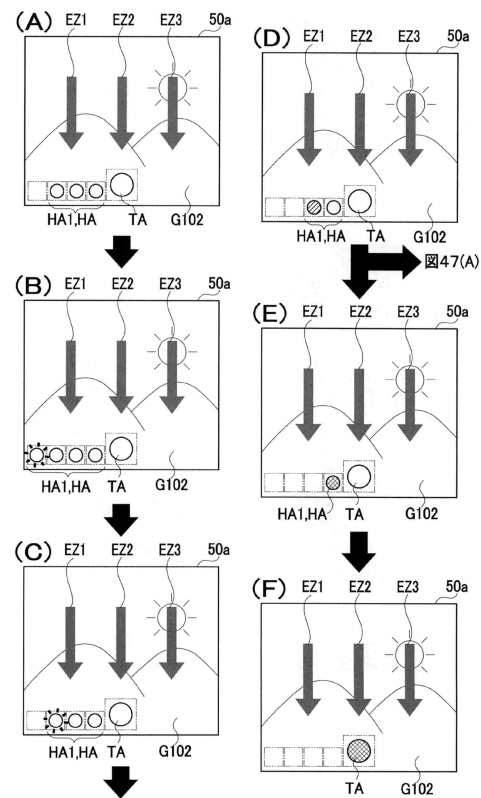 (A) EZ1 EZ2 EZ3 50a
HA1,HA TA G102
(B) EZ1 EZ2 EZ3 50a
HA1,HA TA G102
(C) EZ1 EZ2 EZ3 50a
HA1,HA TA G102
(D) EZ1 EZ2 EZ3 50a
HA1,HA TA G102
図47(A)
(E) EZ1 EZ2 EZ3 50a
HA1,HA TA G102
(F) EZ1 EZ2 EZ3 50a
TA G102